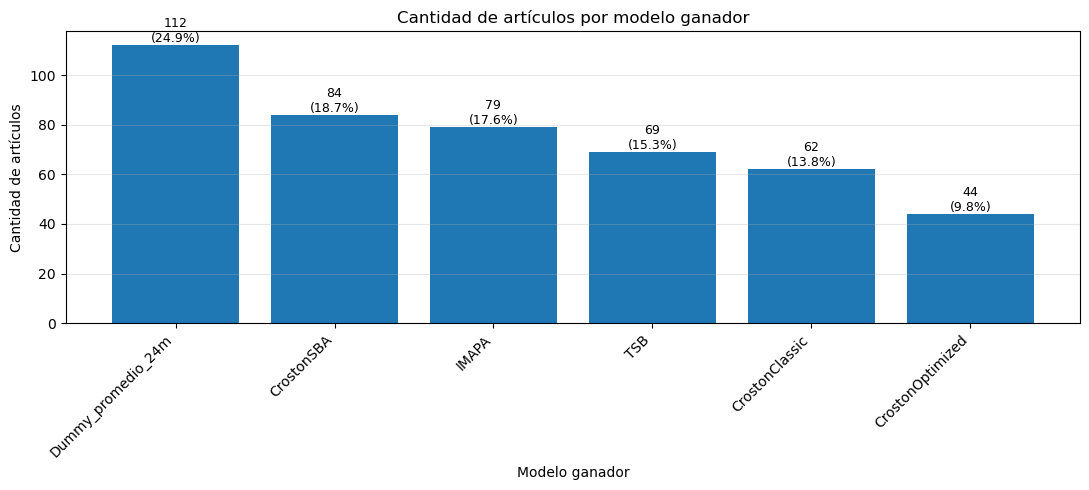 Cantidad de artículos por modelo ganador
112
(24.9%)
84
(18.7%)
79
(17.6%)
69
(15.3%)
62
(13.8%)
44
(9.8%)
Cantidad de artículos
100
80
60
40
20
0
Dummy_promedio_24m
CrostonSBA
IMAPA
TSB
CrostonClassic
CrostonOptimized
Modelo ganador